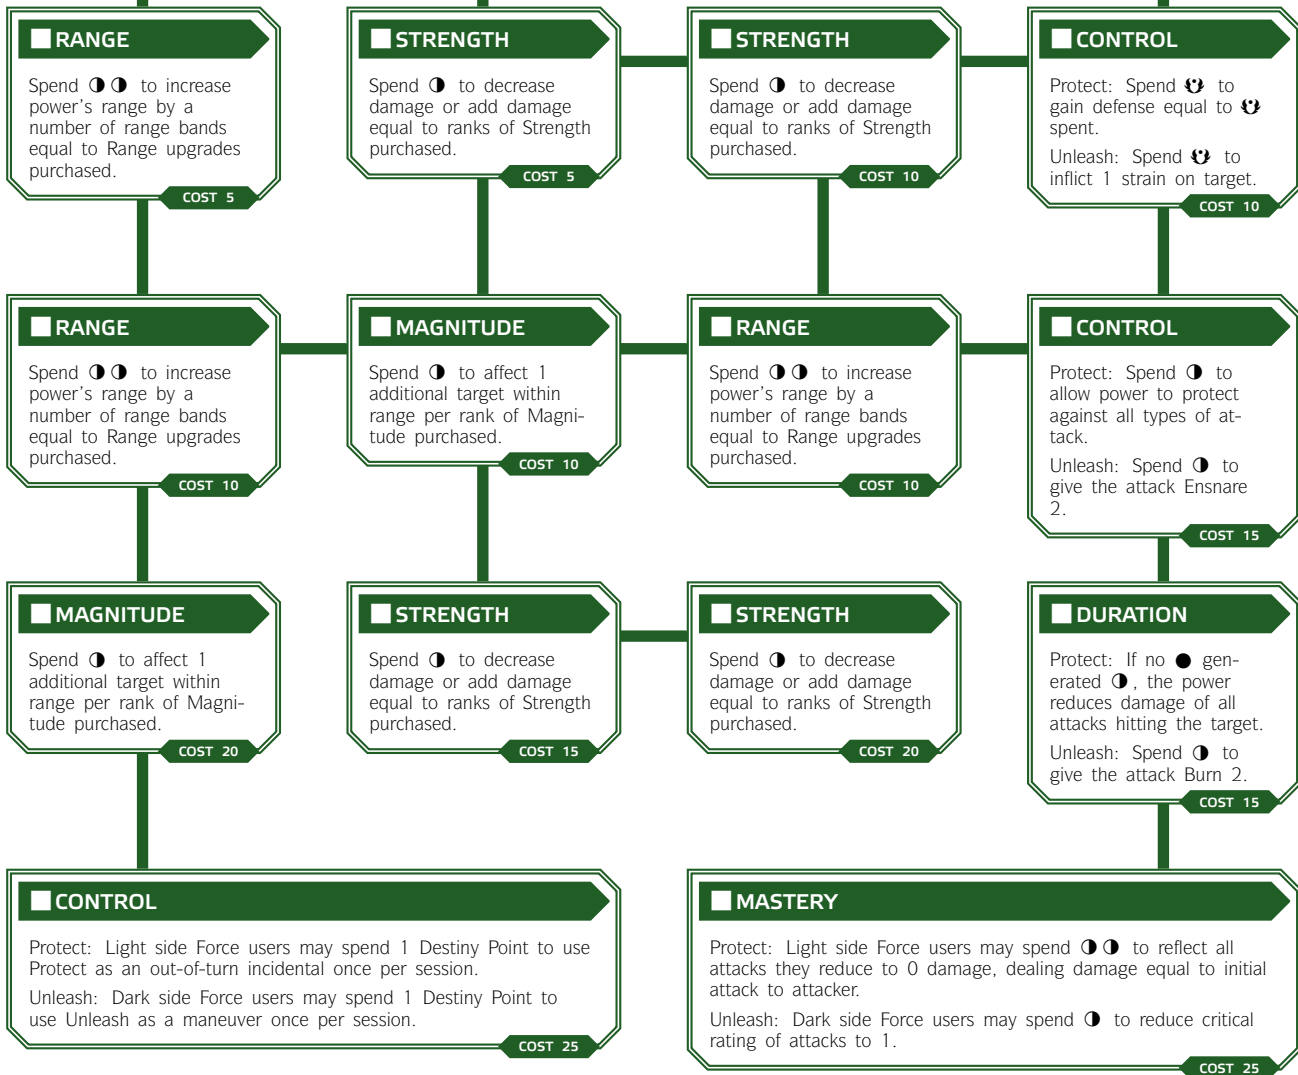 RANGE
Spend ◑◑ to increase
power's range by a
number of range bands
equal to Range upgrades
purchased.
COST 5
STRENGTH
Spend ◑ to decrease
damage or add damage
equal to ranks of Strength
purchased.
COST 5
STRENGTH
Spend ◑ to decrease
damage or add damage
equal to ranks of Strength
purchased.
COST 10
CONTROL
Protect: Spend to
gain defense equal to
spent.
Unleash: Spend to
inflict 1 strain on target.
COST 10
RANGE
Spend ◑◑ to increase
power's range by a
number of range bands
equal to Range upgrades
purchased.
COST 10
MAGNITUDE
Spend ◑ to affect 1
additional target within
range per rank of Magni-
tude purchased.
COST 10
RANGE
Spend ◑◑ to increase
power's range by a
number of range bands
equal to Range upgrades
purchased.
COST 10
CONTROL
Protect: Spend ◑ to
allow power to protect
against all types of at-
tack.
Unleash: Spend ◑ to
give the attack Ensnare
2.
COST 15
MAGNITUDE
Spend ◑ to affect 1
additional target within
range per rank of Magni-
tude purchased.
COST 20
STRENGTH
Spend ◑ to decrease
damage or add damage
equal to ranks of Strength
purchased.
COST 15
STRENGTH
Spend ◑ to decrease
damage or add damage
equal to ranks of Strength
purchased.
COST 20
DURATION
Protect: If no ● gen-
erated ◑, the power
reduces damage of all
attacks hitting the target.
Unleash: Spend ◑ to
give the attack Burn 2.
COST 15
CONTROL
Protect: Light side Force users may spend 1 Destiny Point to use
Protect as an out-of-turn incidental once per session.
Unleash: Dark side Force users may spend 1 Destiny Point to
use Unleash as a maneuver once per session.
COST 25
MASTERY
Protect: Light side Force users may spend ◑◑ to reflect all
attacks they reduce to 0 damage, dealing damage equal to initial
attack to attacker.
Unleash: Dark side Force users may spend ◑ to reduce critical
rating of attacks to 1.
COST 25